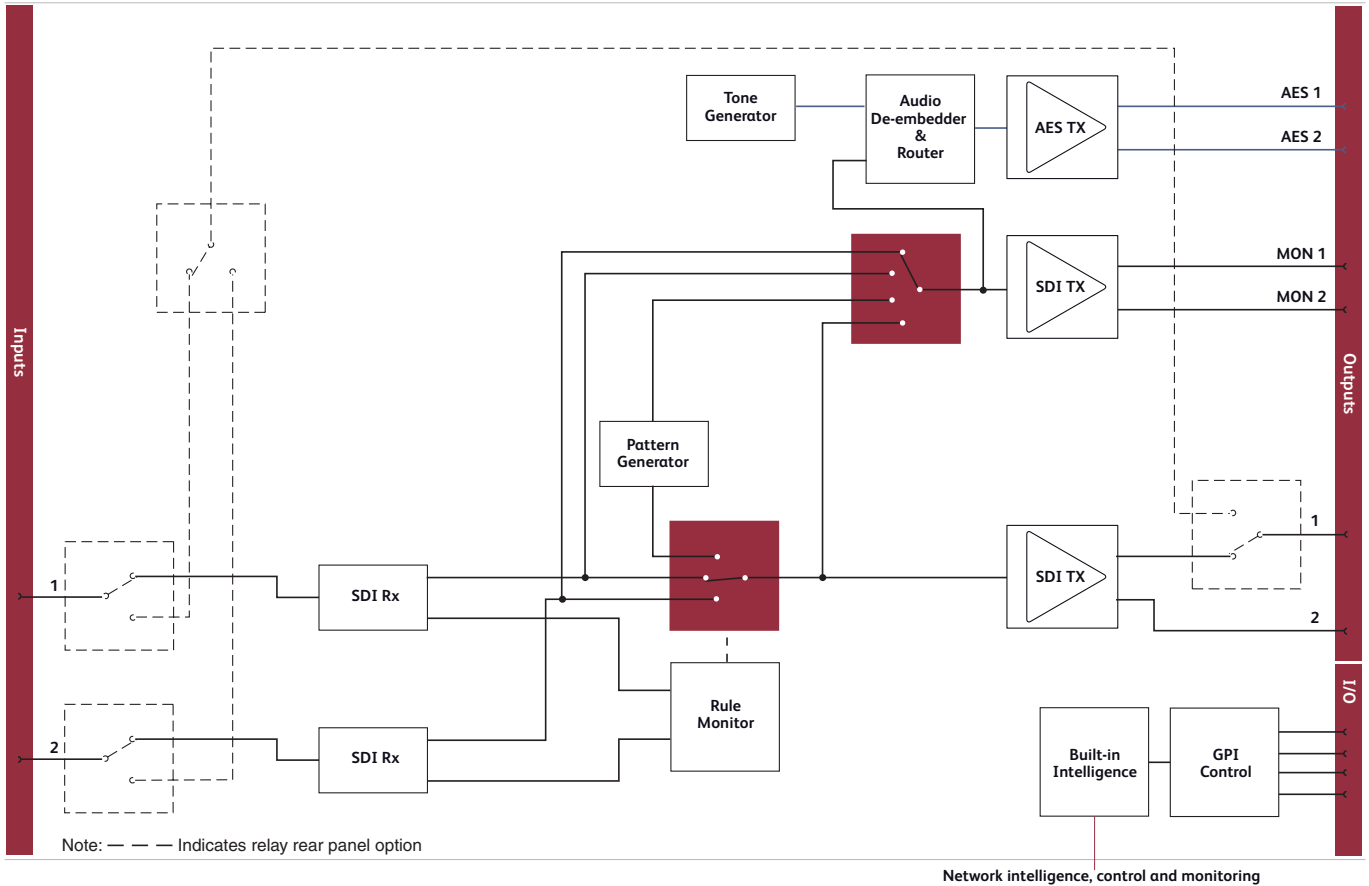 Tone
Generator
Audio
De-embedder
&
Router
AES TX
AES 1
AES 2
SDI TX
MON 1
MON 2
Inputs
Outputs
Pattern
Generator
1
SDI Rx
SDI TX
1
2
Rule
Monitor
2
SDI Rx
I/O
Built-in
Intelligence
GPI
Control
Note: — — — Indicates relay rear panel option
Network intelligence, control and monitoring